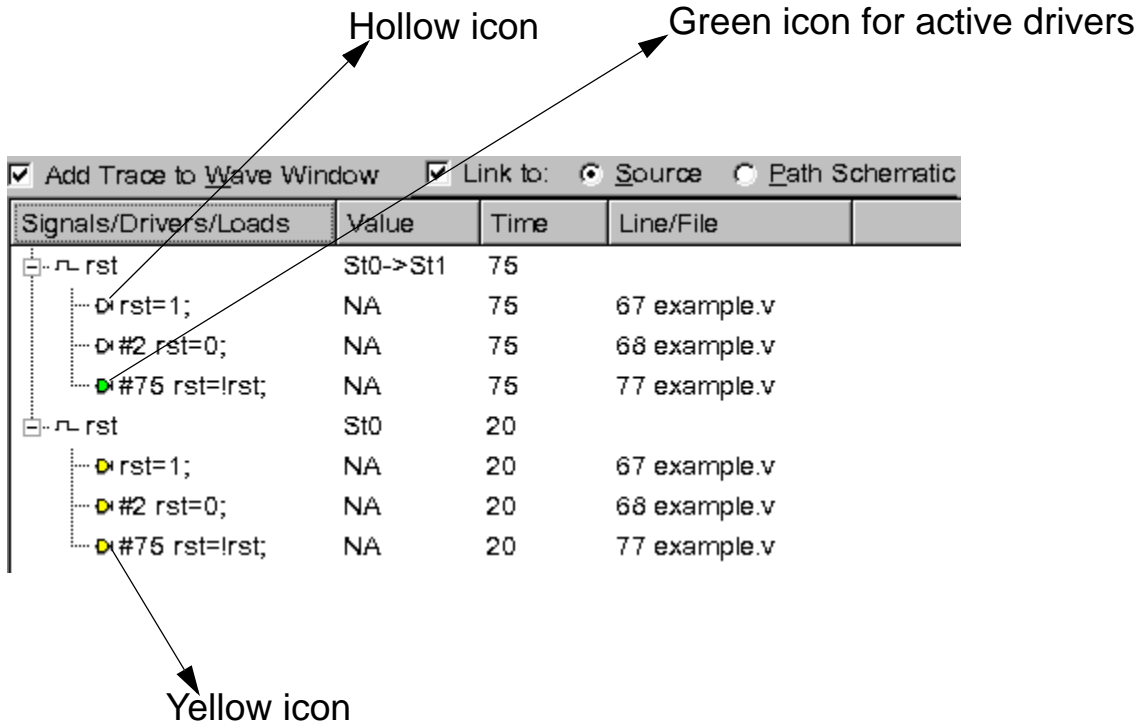 Hollow icon
Green icon for active drivers
Add Trace to Wave Window Link to: Source Path Schematic
Signals/Drivers/Loads Value Time Line/File
rst St0->St1 75
rst=1; NA 75 67 example.v
#2 rst=0; NA 75 68 example.v
#75 rst=!rst; NA 75 77 example.v
rst St0 20
rst=1; NA 20 67 example.v
#2 rst=0; NA 20 68 example.v
#75 rst=!rst; NA 20 77 example.v
Yellow icon